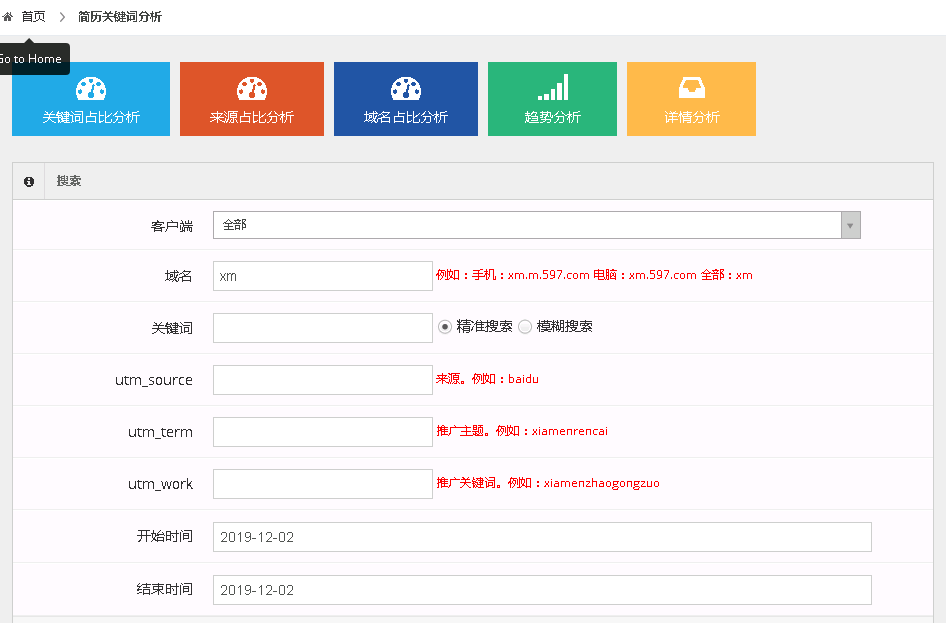 首页 简历关键词分析
Go to Home
关键词占比分析 来源占比分析 域名占比分析 趋势分析 详情分析
搜索
客户端 全部
域名 xm 例如：手机：xm.m.597.com 电脑：xm.597.com 全部：xm
关键词 精准搜索 模糊搜索
utm_source 来源。例如：baidu
utm_term 推广主题。例如：xiamenrencai
utm_work 推广关键词。例如：xiamenzhaogongzuo
开始时间 2019-12-02
结束时间 2019-12-02